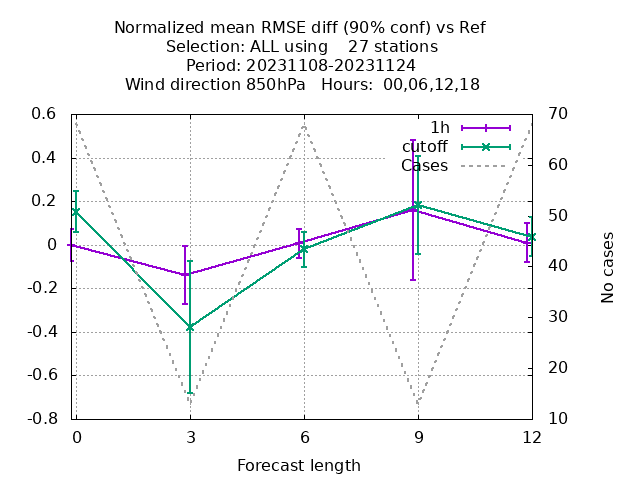 Normalized mean RMSE diff (90% conf) vs Ref
Selection: ALL using    27 stations
Period: 20231108-20231124
Wind direction 850hPa   Hours:  00,06,12,18
1h
cutoff
Cases
0.6
0.4
0.2
0
-0.2
-0.4
-0.6
-0.8
70
60
50
40
30
20
10
No cases
0 3 6 9 12
Forecast length